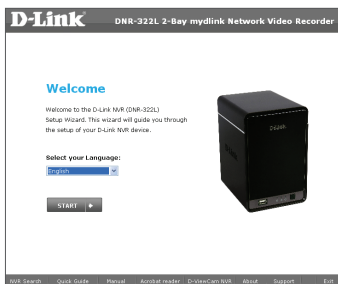 D-Link DNR-322L 2-Bay mydlink Network Video Recorder
Welcome
Welcome to the D-Link NVR (DNR-322L)
Setup Wizard. This wizard will guide you through
the setup of your D-Link NVR device.
D-Link
Select your Language:
English
START
NVR Search Quick Guide Manual Acrobat reader D-ViewCam NVR About Support Exit